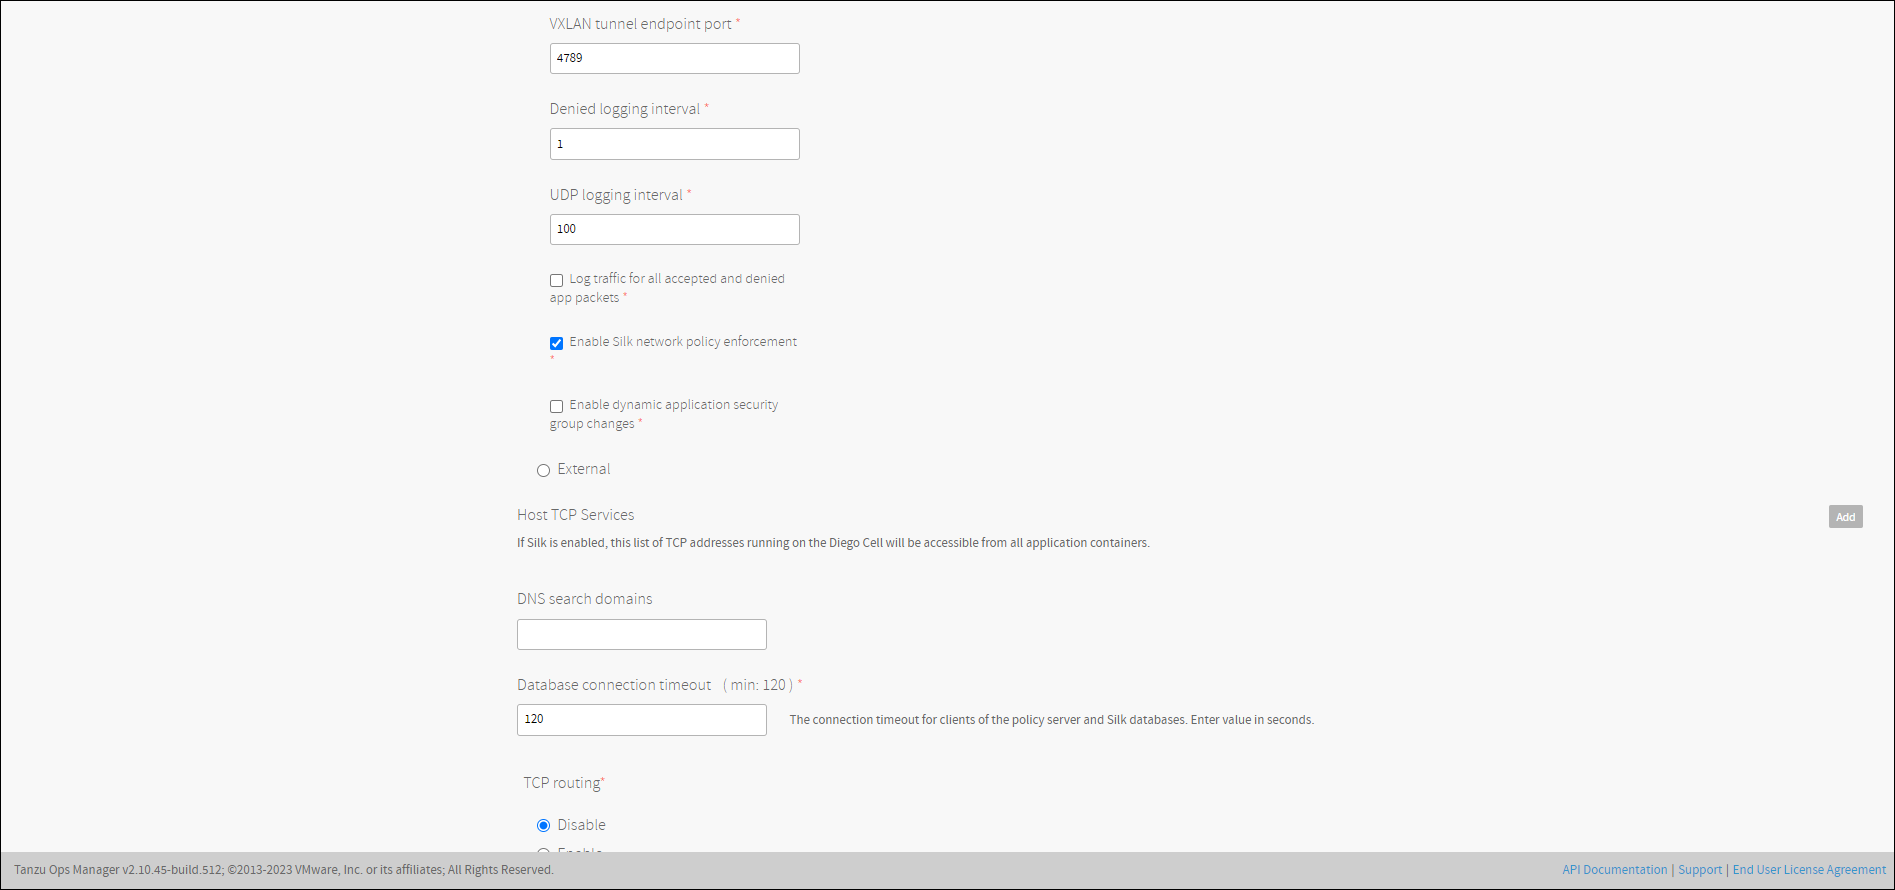 VXLAN tunnel endpoint port *
4789
Denied logging interval *
1
UDP logging interval *
100
Log traffic for all accepted and denied
app packets *
Enable Silk network policy enforcement
*
Enable dynamic application security
group changes *
External
Host TCP Services
Add
If Silk is enabled, this list of TCP addresses running on the Diego Cell will be accessible from all application containers.
DNS search domains
Database connection timeout ( min: 120 ) *
120
The connection timeout for clients of the policy server and Silk databases. Enter value in seconds.
TCP routing*
Disable
Enable
Tanzu Ops Manager v2.10.45-build.512; ©2013-2023 VMware, Inc. or its affiliates; All Rights Reserved.
API Documentation | Support | End User License Agreement